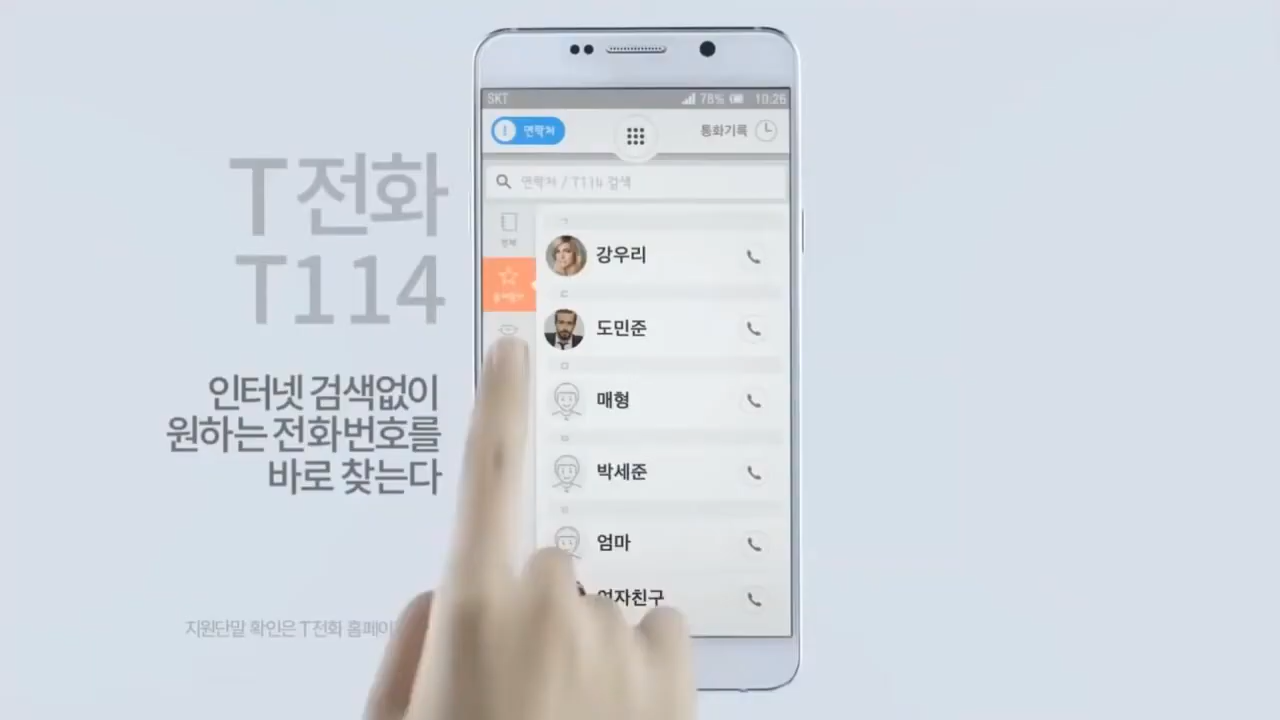 T전화
T114
인터넷 검색없이
원하는 전화번호를
바로 찾는다
지원단말 확인은 T전화
SKT
78%
10:26
연락처
통화기록
연락처 / T114 검색
강우리
도민준
매형
박세준
엄마
여자친구